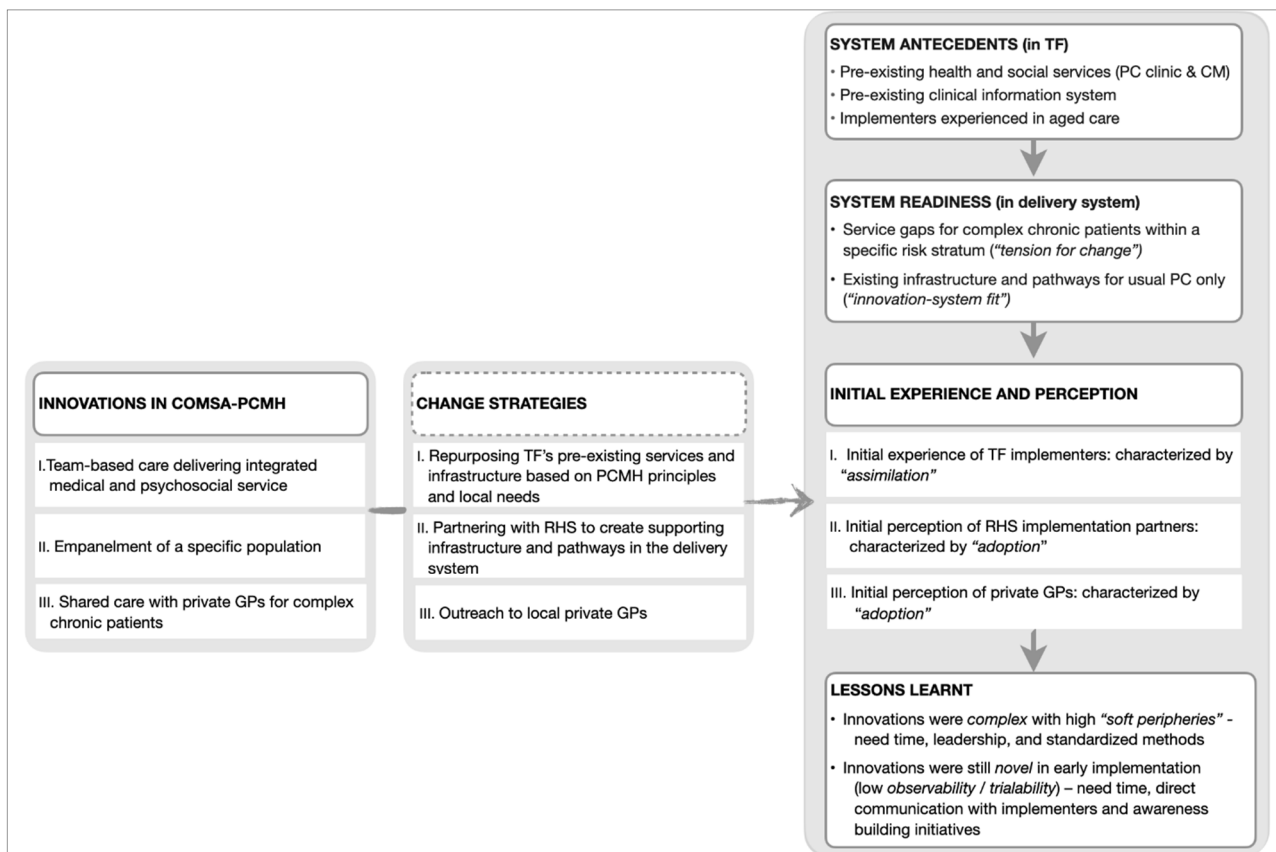 INNOVATIONS IN COMSA-PCMH
I.Team-based care delivering integrated
medical and psychosocial service
II. Empanelment of a specific population
III. Shared care with private GPs for complex
chronic patients
CHANGE STRATEGIES
I. Repurposing TF's pre-existing services and
infrastructure based on PCMH principles
and local needs
II. Partnering with RHS to create supporting
infrastructure and pathways in the delivery
system
III. Outreach to local private GPs
SYSTEM ANTECEDENTS (in TF)
• Pre-existing health and social services (PC clinic & CM)
• Pre-existing clinical information system
• Implementers experienced in aged care
SYSTEM READINESS (in delivery system)
• Service gaps for complex chronic patients within a
specific risk stratum (“tension for change”)
• Existing infrastructure and pathways for usual PC only
(“innovation-system fit”)
INITIAL EXPERIENCE AND PERCEPTION
I. Initial experience of TF implementers: characterized by
“assimilation”
II. Initial perception of RHS implementation partners:
characterized by “adoption”
III. Initial perception of private GPs: characterized by
“adoption”
LESSONS LEARNT
• Innovations were complex with high “soft peripheries” -
need time, leadership, and standardized methods
• Innovations were still novel in early implementation
(low observability / trialability) – need time, direct
communication with implementers and awareness
building initiatives